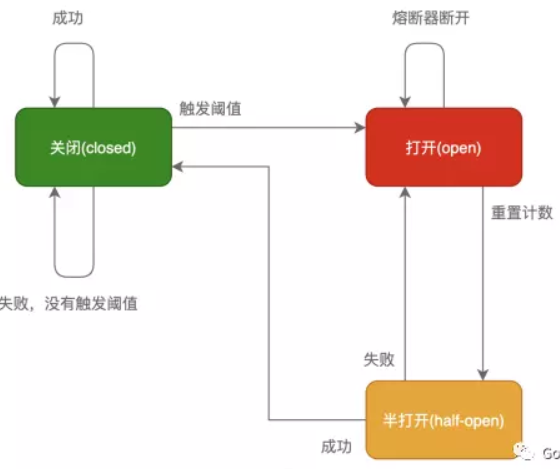 成功
熔断器断开
触发阈值
关闭(closed)
打开(open)
重置计数
失败，没有触发阈值
失败
半打开(half-open)
成功
Go